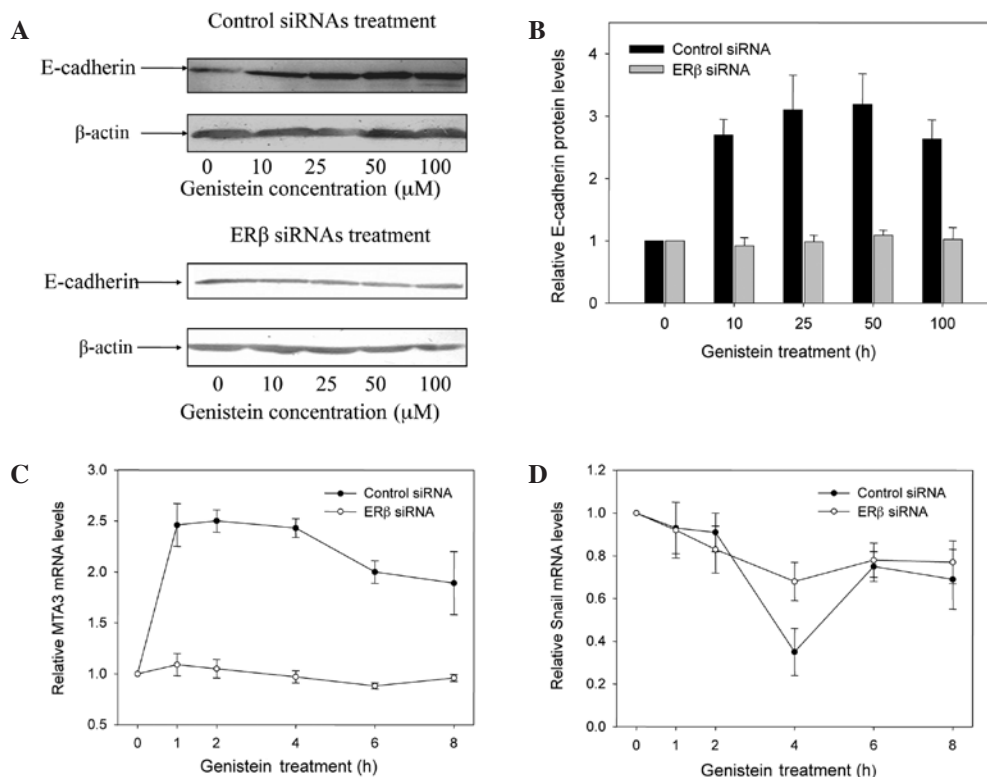 A
Control siRNAs treatment
E-cadherin
β-actin
0 10 25 50 100
Genistein concentration (μM)
ERβ siRNAs treatment
E-cadherin
β-actin
0 10 25 50 100
Genistein concentration (μM)
B
Control siRNA
ERβ siRNA
Relative E-cadherin protein levels
4
3
2
1
0
0 10 25 50 100
Genistein treatment (h)
C
Control siRNA
ERβ siRNA
Relative MTA3 mRNA levels
3.0
2.5
2.0
1.5
1.0
0.5
0 1 2 4 6 8
Genistein treatment (h)
D
Control siRNA
ERβ siRNA
Relative Snail mRNA levels
1.2
1.0
0.8
0.6
0.4
0.2
0.0
0 1 2 4 6 8
Genistein treatment (h)